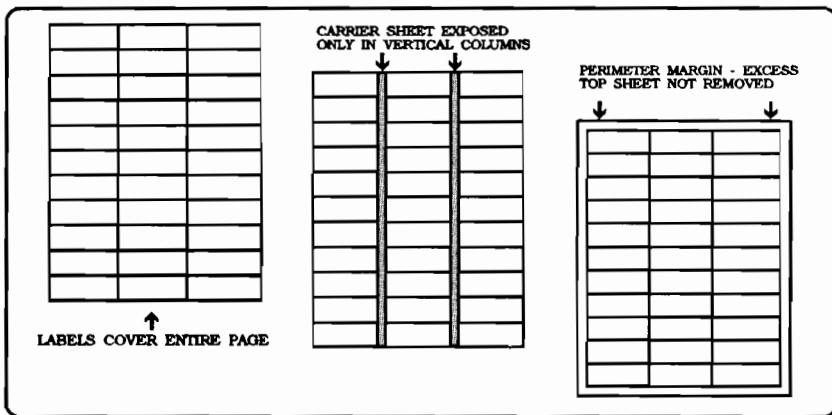 LABELS COVER ENTIRE PAGE
CARRIER SHEET EXPOSED
ONLY IN VERTICAL COLUMNS
PERIMETER MARGIN - EXCESS
TOP SHEET NOT REMOVED